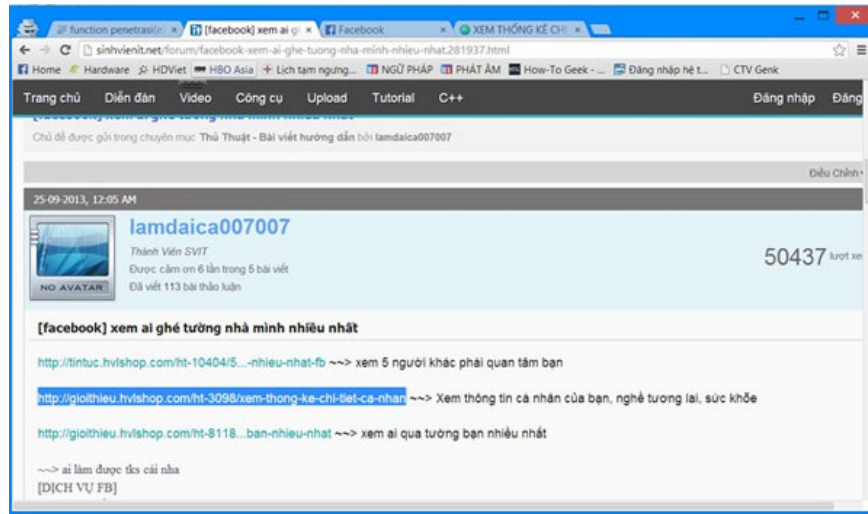 function penetrasi(e)
[facebook] xem ai g
Facebook
XEM THỐNG KÊ CHI
sinhvienit.net/forum/facebook-xem-ai-ghe-tuong-nha-minh-nhieu-nhat.281937.html
Home Hardware HDViet HBO Asia Lịch tạm ngưng... NGỮ PHÁP PHÁT ÂM How-To Geek - ... Đăng nhập hệ t... CTV Genk
Trang chủ Diễn đàn Video Công cụ Upload Tutorial C++ Đăng nhập Đăng
[facebook] xem ai ghé tường nhà mình nhiều nhất
Chủ đề được gửi trong chuyên mục Thủ Thuật - Bài viết hướng dẫn bởi lamdaica007007
Điều Chỉnh
25-09-2013, 12:05 AM
lamdaica007007
Thành Viên SVIT
Được cảm ơn 6 lần trong 5 bài viết
Đã viết 113 bài thảo luận
NO AVATAR
50437 lượt xe
[facebook] xem ai ghé tường nhà mình nhiều nhất
http://tintuc.hvlshop.com/ht-10404/5...-nhieu-nhat-fb ~~> xem 5 người khác phái quan tâm bạn
http://gioithieu.hvlshop.com/ht-3098/xem-thong-ke-chi-tiet-ca-nhan ~~> Xem thông tin cá nhân của bạn, nghề tương lai, sức khỏe
http://gioithieu.hvlshop.com/ht-8118...ban-nhieu-nhat ~~> xem ai qua tường bạn nhiều nhất
~~> ai làm được tks cái nha
[DỊCH VỤ FB]